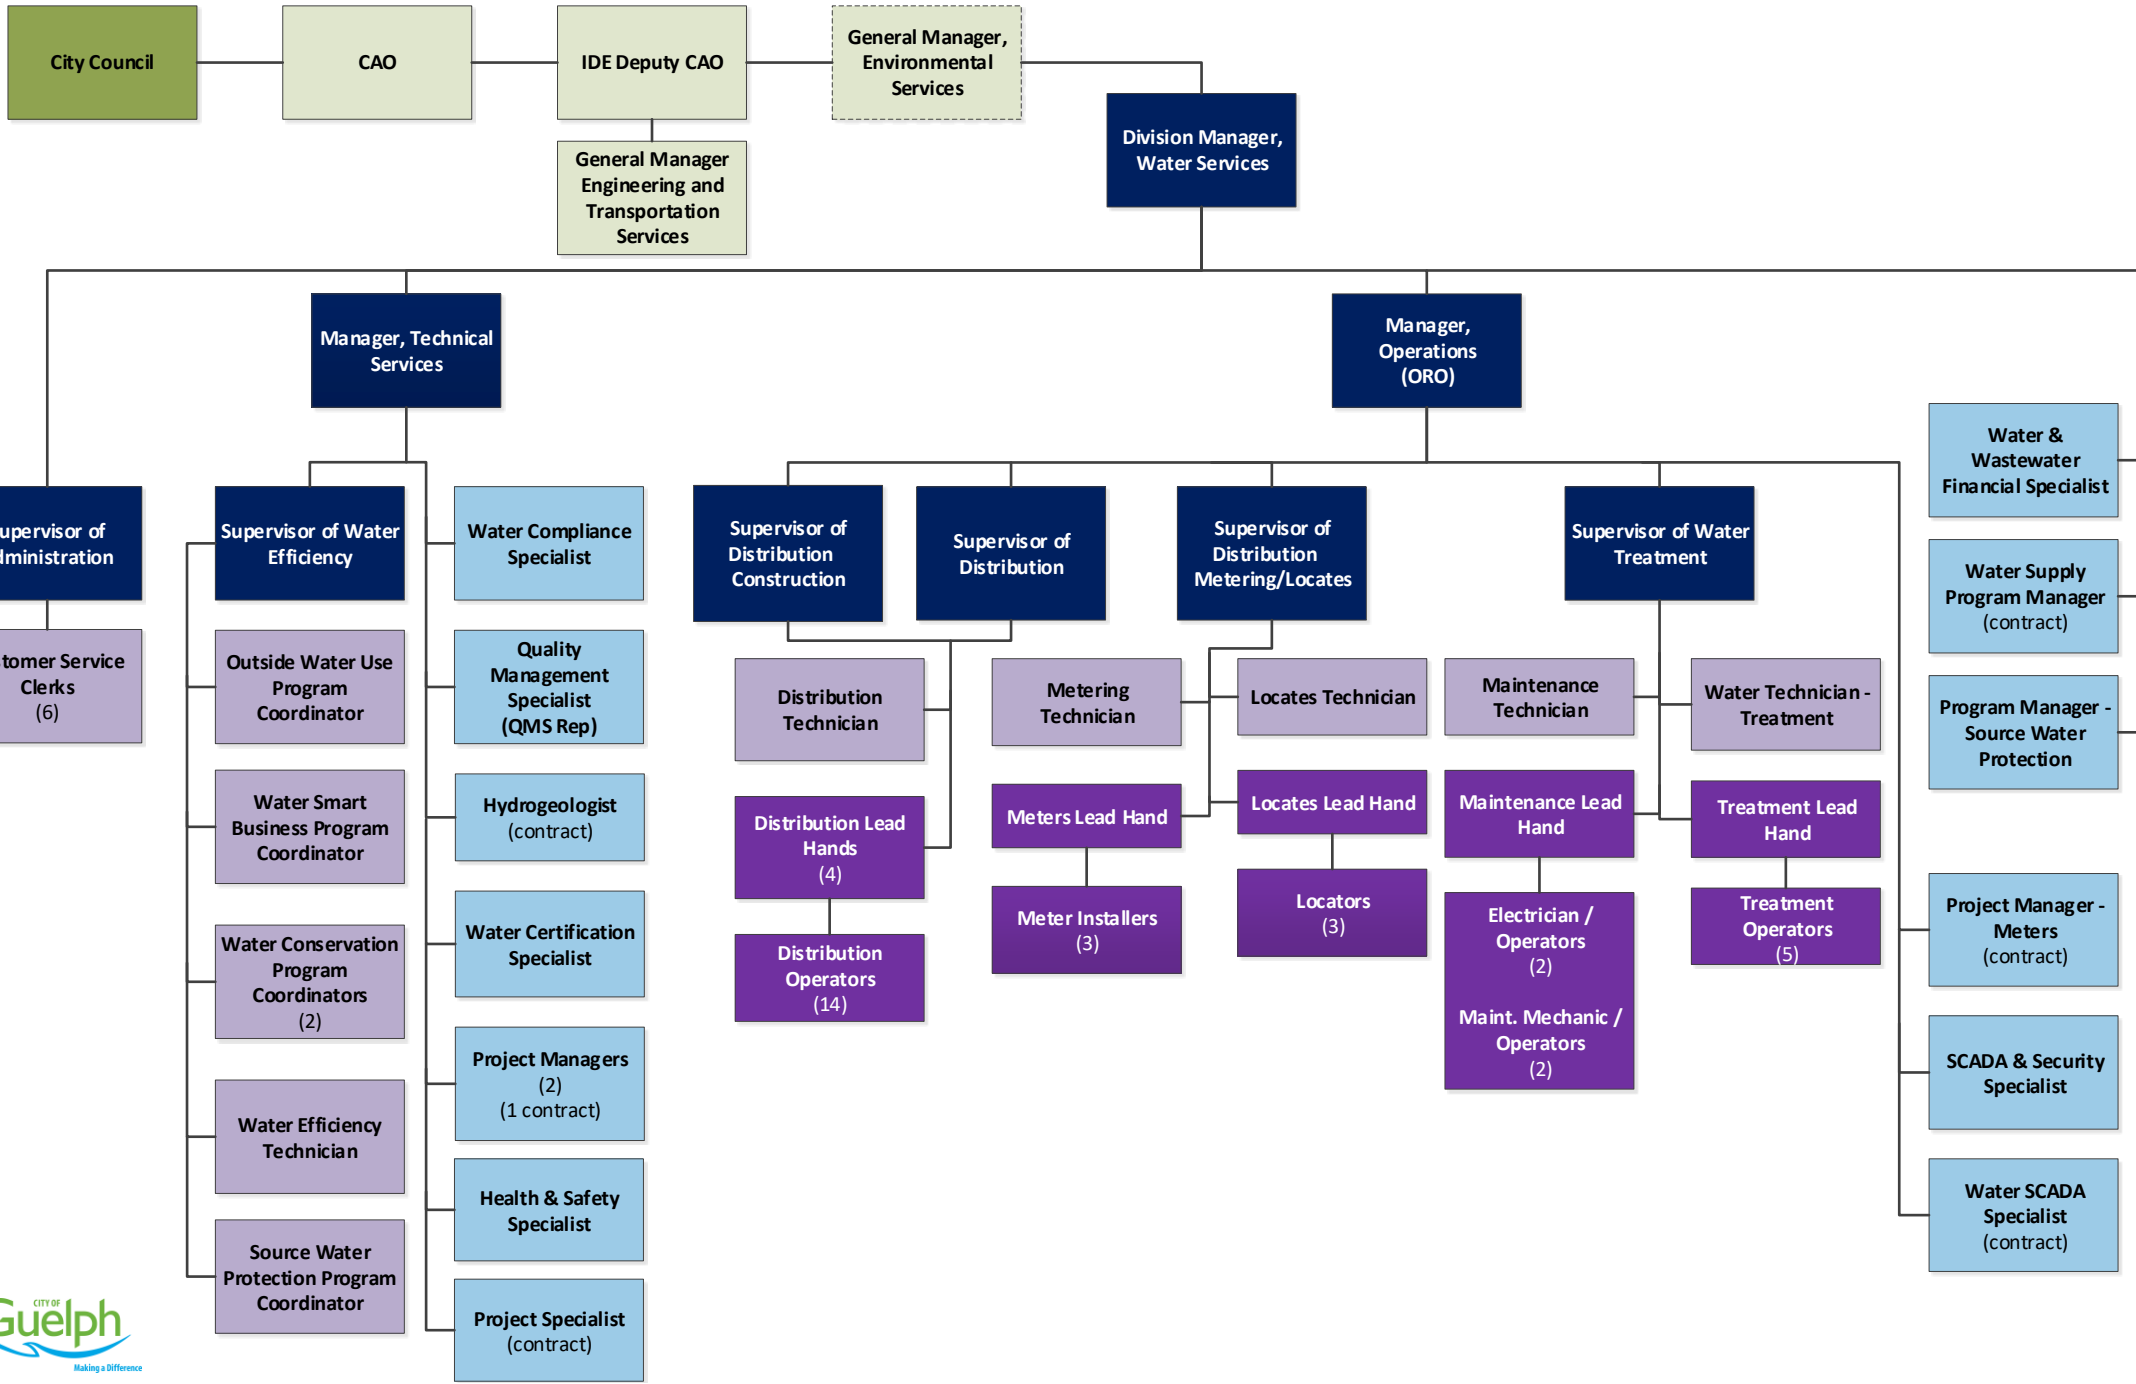 City Council
CAO
IDE Deputy CAO
General Manager,
Environmental
Services
General Manager
Engineering and
Transportation
Services
Division Manager,
Water Services
Manager, Technical
Services
Manager,
Operations
(ORO)
upervisor of
dministration
tomer Service
Clerks
(6)
Supervisor of Water
Efficiency
Outside Water Use
Program
Coordinator
Water Smart
Business Program
Coordinator
Water Conservation
Program
Coordinators
(2)
Water Efficiency
Technician
Source Water
Protection Program
Coordinator
Water Compliance
Specialist
Quality
Management
Specialist
(QMS Rep)
Hydrogeologist
(contract)
Water Certification
Specialist
Project Managers
(2)
(1 contract)
Health & Safety
Specialist
Project Specialist
(contract)
Supervisor of
Distribution
Construction
Supervisor of
Distribution
Distribution
Technician
Distribution Lead
Hands
(4)
Distribution
Operators
(14)
Supervisor of
Distribution
Metering/Locates
Metering
Technician
Locates Technician
Meters Lead Hand
Locates Lead Hand
Meter Installers
(3)
Locators
(3)
Supervisor of Water
Treatment
Maintenance
Technician
Water Technician -
Treatment
Maintenance Lead
Hand
Treatment Lead
Hand
Electrician /
Operators
(2)
Maint. Mechanic /
Operators
(2)
Treatment
Operators
(5)
Water &
Wastewater
Financial Specialist
Water Supply
Program Manager
(contract)
Program Manager -
Source Water
Protection
Project Manager -
Meters
(contract)
SCADA & Security
Specialist
Water SCADA
Specialist
(contract)
CITY OF
Guelph
Making a Difference